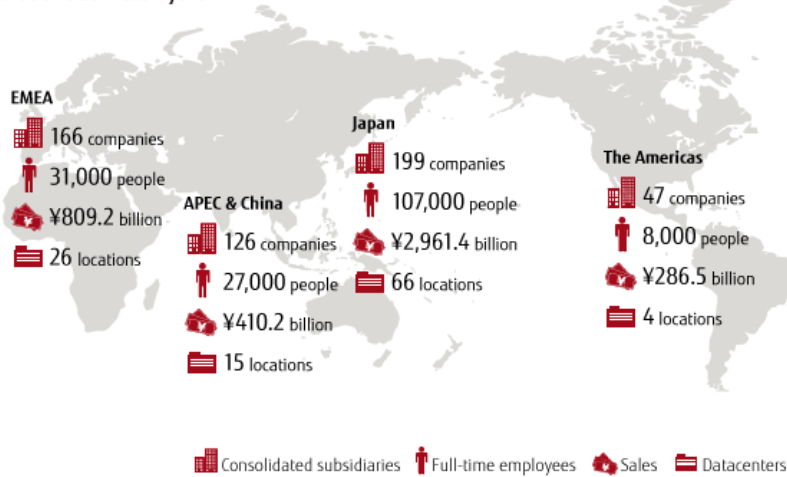 EMEA
166 companies
31,000 people
¥809.2 billion
26 locations
APEC & China
126 companies
27,000 people
¥410.2 billion
15 locations
Japan
199 companies
107,000 people
¥2,961.4 billion
66 locations
The Americas
47 companies
8,000 people
¥286.5 billion
4 locations
Consolidated subsidiaries Full-time employees Sales Datacenters